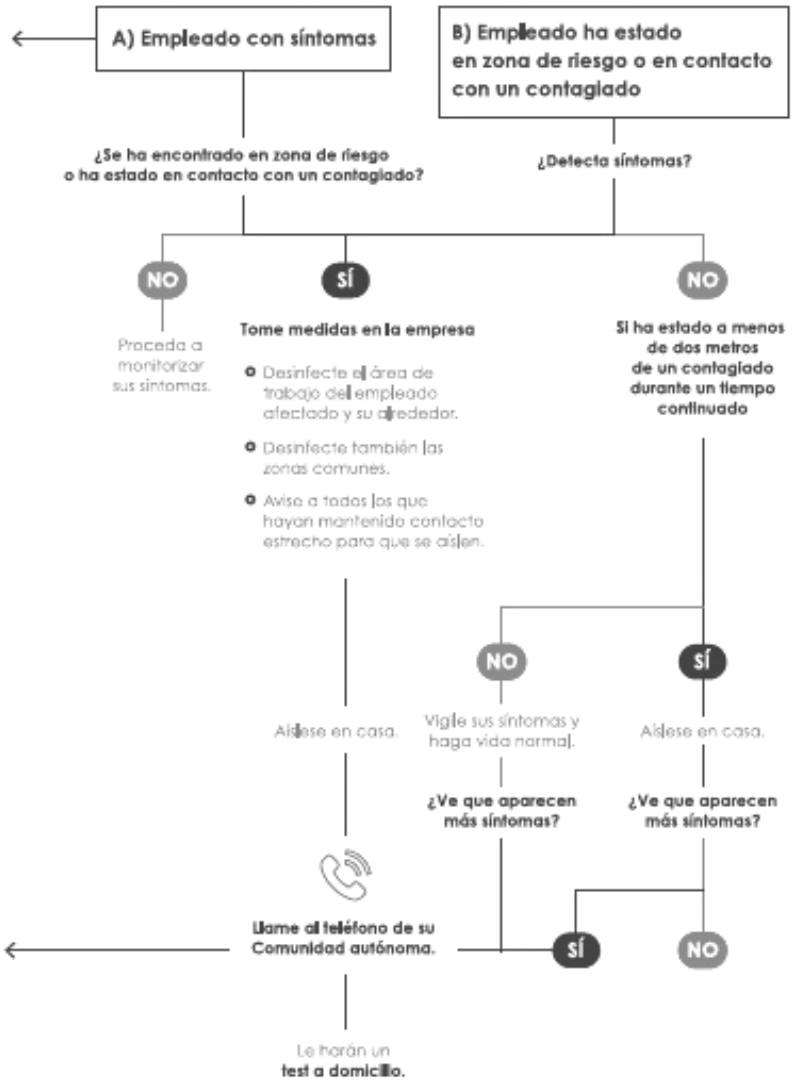 A) Empleado con síntomas
B) Empleado ha estado
en zona de riesgo o en contacto
con un contagiado
¿Se ha encontrado en zona de riesgo
o ha estado en contacto con un contagiado?
¿Detecta síntomas?
NO
SÍ
NO
Proceda a
monitorizar
sus síntomas.
Tome medidas en la empresa
Desinfecte el área de
trabajo del empleado
afectado y su alrededor.
Desinfecte también las
zonas comunes.
Avise a todos los que
hayan mantenido contacto
estrecho para que se aíslen.
Si ha estado a menos
de dos metros
de un contagiado
durante un tiempo
continuado
NO
SÍ
Aíslese en casa.
Vigile sus síntomas y
haga vida normal.
Aíslese en casa.
¿Ve que aparecen
más síntomas?
¿Ve que aparecen
más síntomas?
Llame al teléfono de su
Comunidad autónoma.
SÍ
NO
Le harán un
test a domicilio.